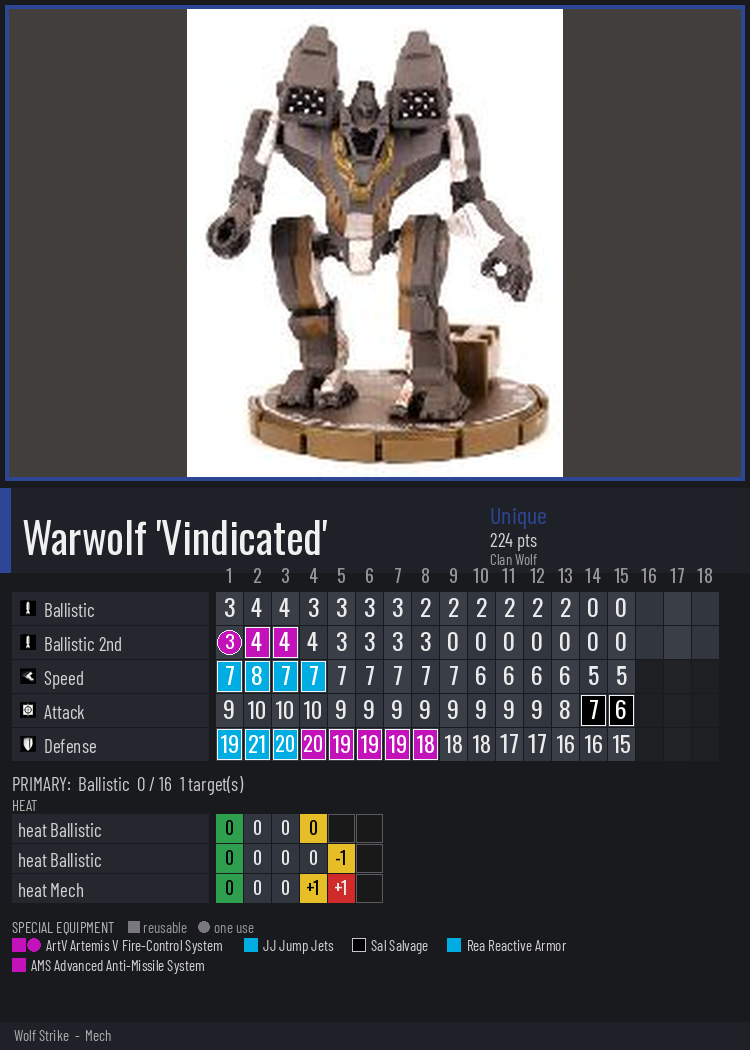 Warwolf 'Vindicated'
Unique
224 pts
Clan Wolf
1 2 3 4 5 6 7 8 9 10 11 12 13 14 15 16 17 18
Ballistic 3 4 4 3 3 3 3 2 2 2 2 2 2 0 0
Ballistic 2nd 3 4 4 4 3 3 3 3 0 0 0 0 0 0 0
Speed 7 8 7 7 7 7 7 7 7 6 6 6 6 5 5
Attack 9 10 10 10 9 9 9 9 9 9 9 9 8 7 6
Defense 19 21 20 20 19 19 19 18 18 18 17 17 16 16 15
PRIMARY: Ballistic 0 / 16 1 target(s)
HEAT
heat Ballistic 0 0 0 0
heat Ballistic 0 0 0 0 -1
heat Mech 0 0 0 +1 +1
SPECIAL EQUIPMENT reusable one use
ArtV Artemis V Fire-Control System JJ Jump Jets Sal Salvage Rea Reactive Armor
AMS Advanced Anti-Missile System
Wolf Strike - Mech